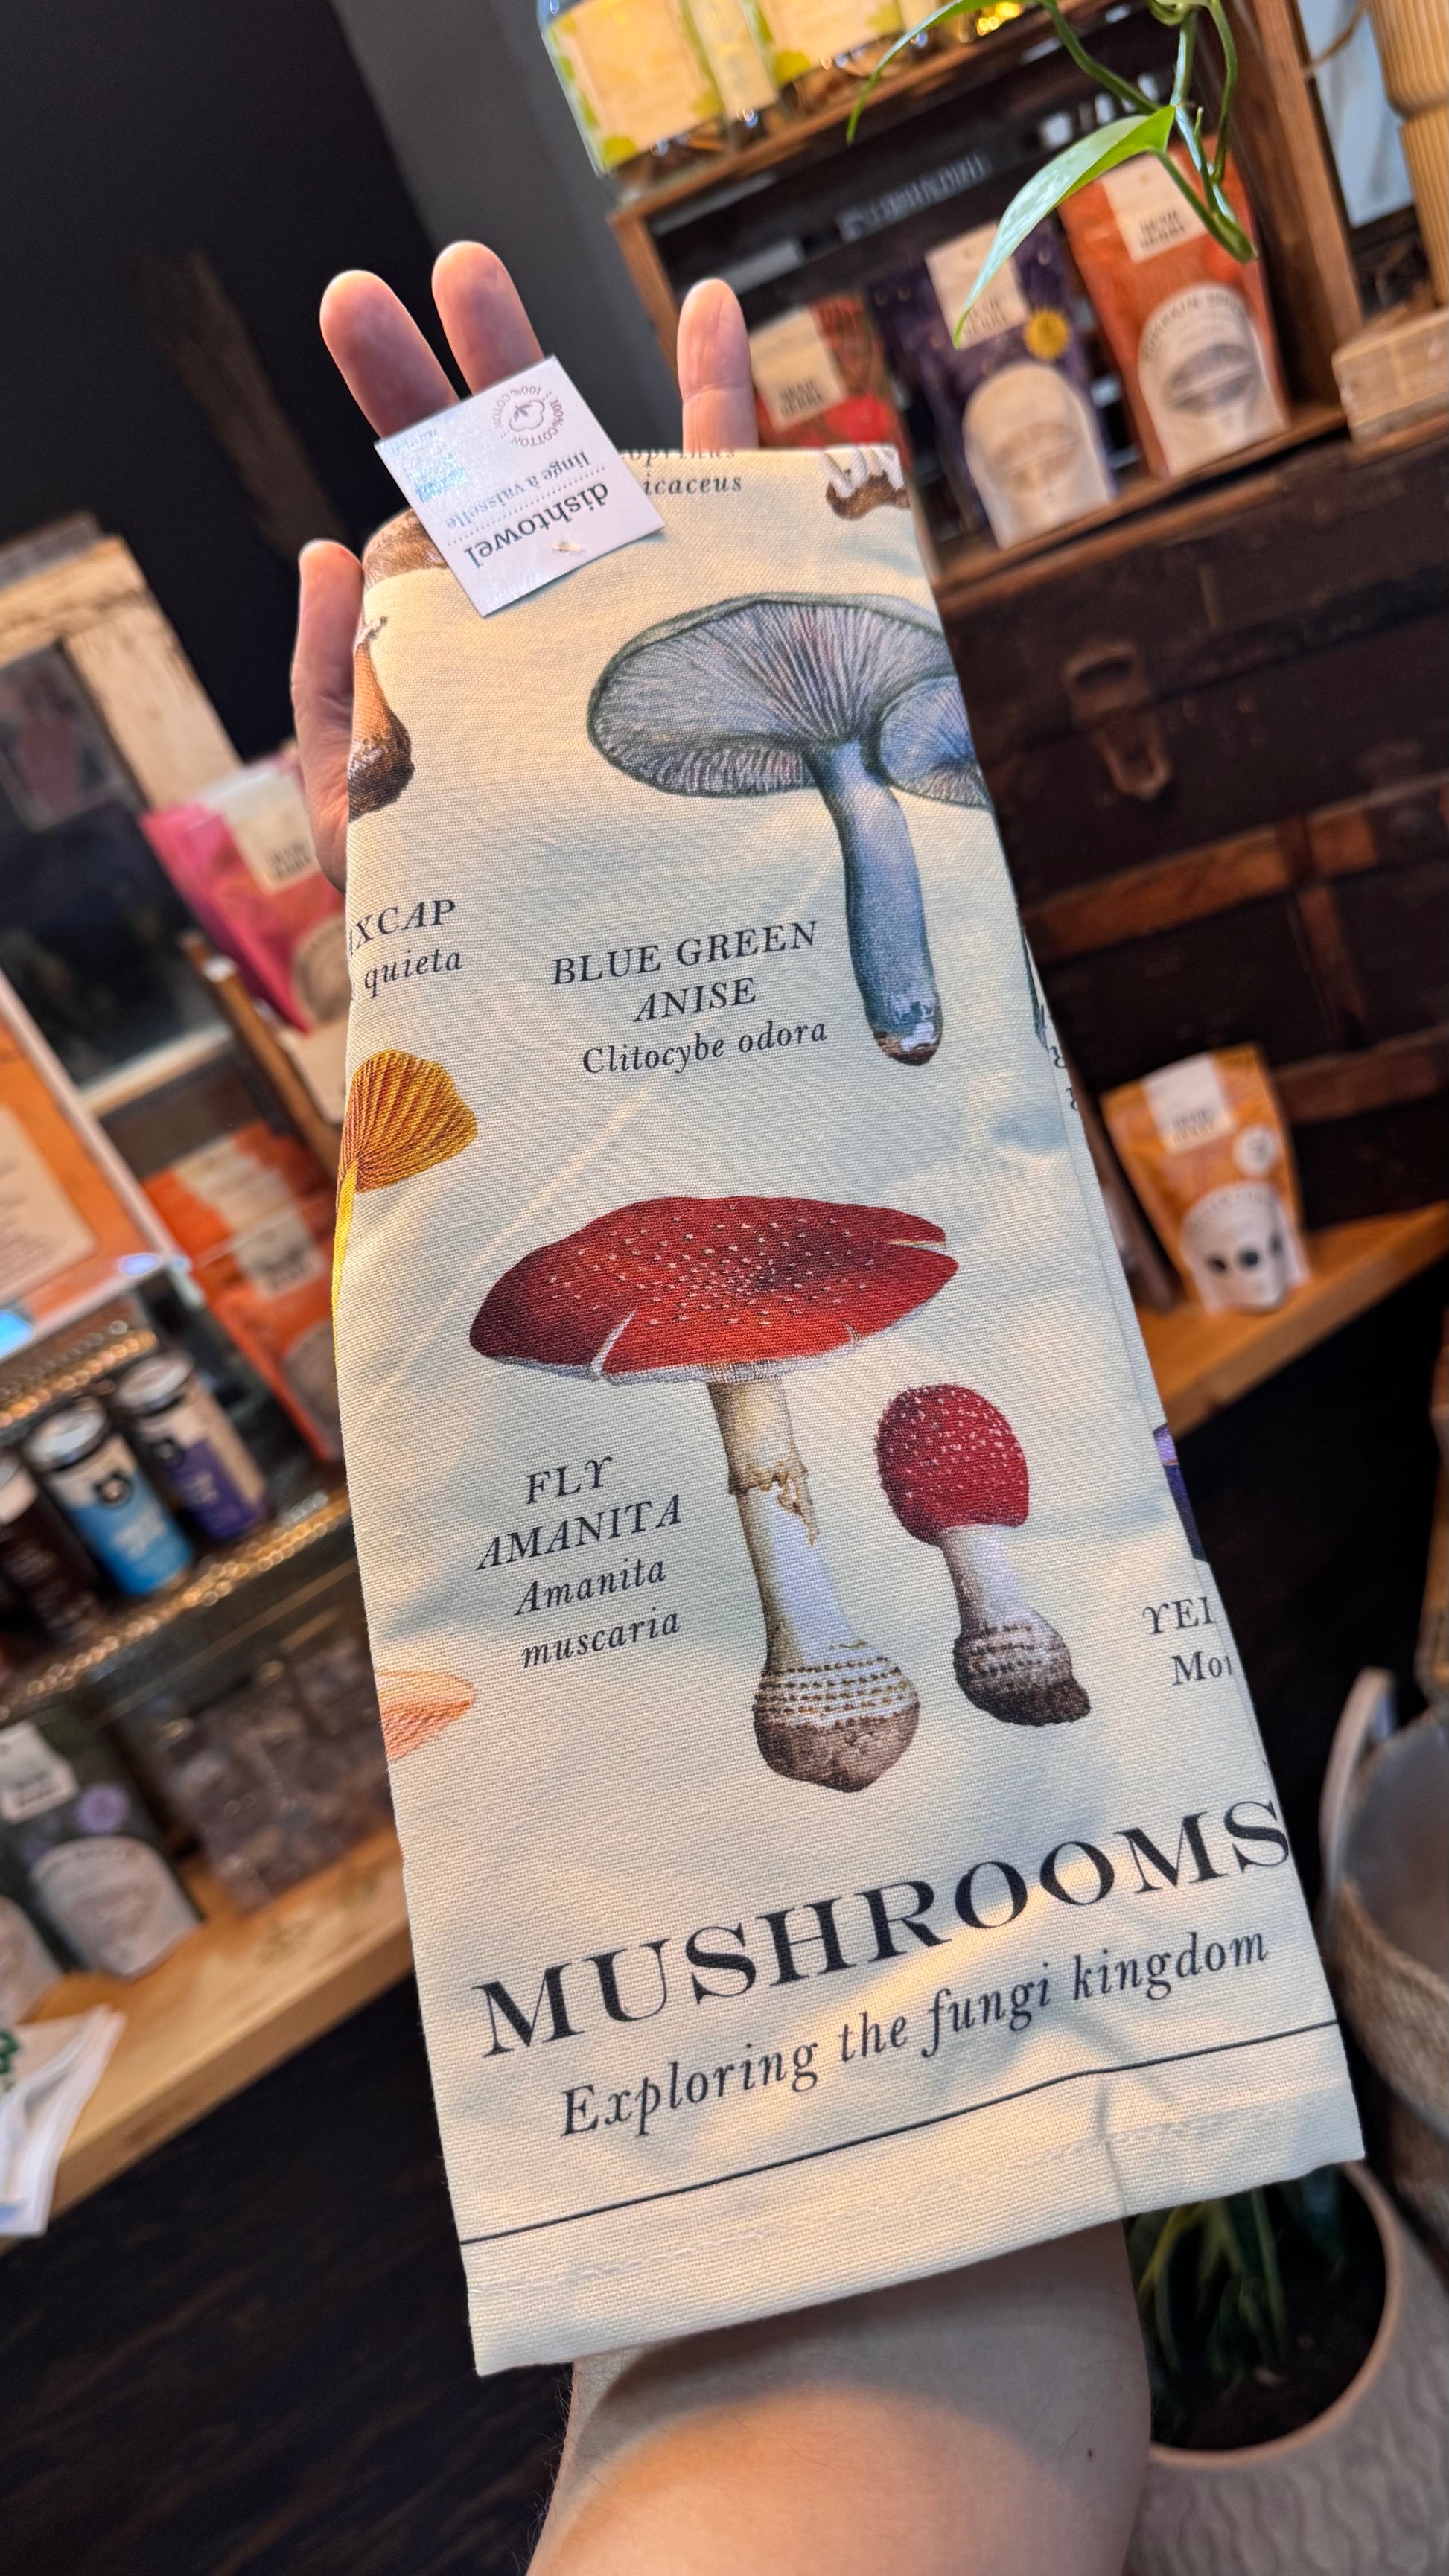 dishtowel
linge à vaisselle
100% COTTON
icaceus
XCAP
quieta
BLUE GREEN
ANISE
Clitocybe odora
FLY
AMANITA
Amanita
muscaria
MUSHROOMS
Exploring the fungi kingdom